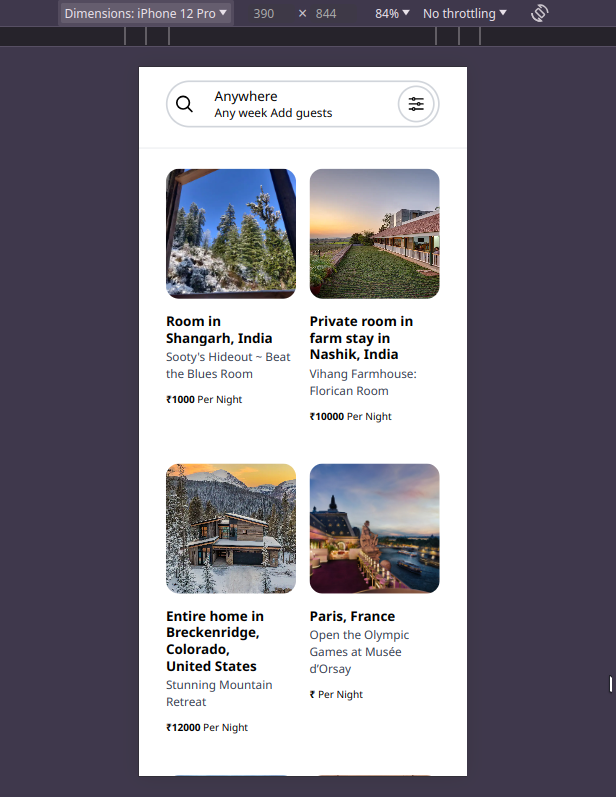 Dimensions: iPhone 12 Pro 390 × 844 84% No throttling
Anywhere
Any week Add guests
Room in
Shangarh, India
Sooty's Hideout ~ Beat
the Blues Room
₹1000 Per Night
Private room in
farm stay in
Nashik, India
Vihang Farmhouse:
Florican Room
₹10000 Per Night
Entire home in
Breckenridge,
Colorado,
United States
Stunning Mountain
Retreat
₹12000 Per Night
Paris, France
Open the Olympic
Games at Musée
d’Orsay
₹ Per Night